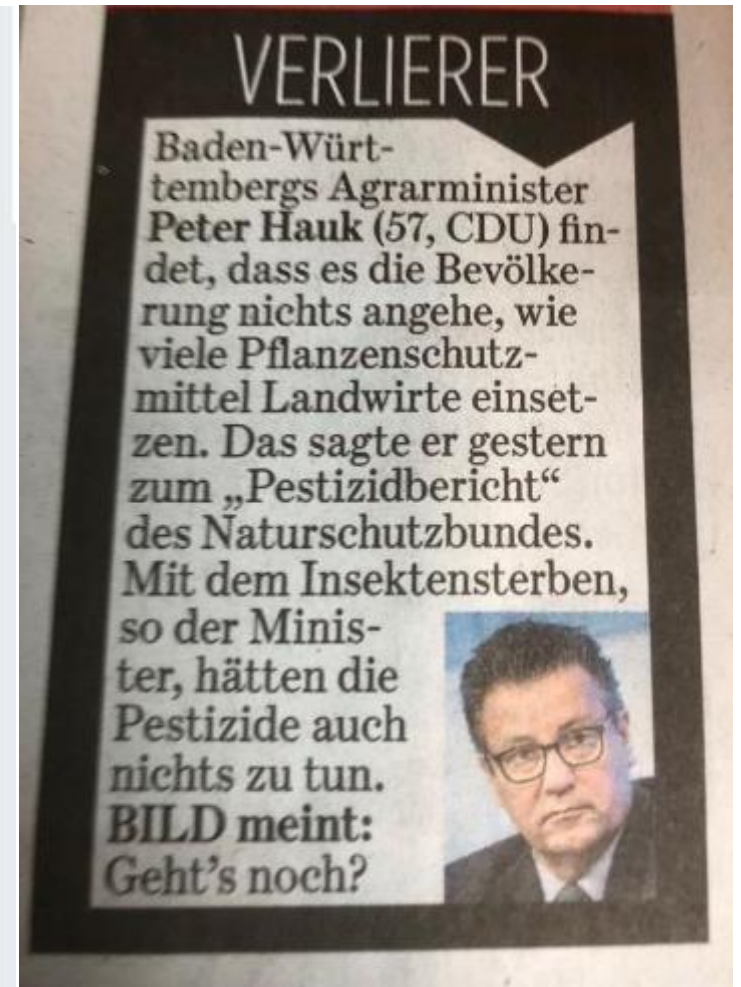 VERLIERER
Baden-Würt-
tembergs Agrarminister
Peter Hauk (57, CDU) fin-
det, dass es die Bevölke-
rung nichts angehe, wie
viele Pflanzenschutz-
mittel Landwirte einset-
zen. Das sagte er gestern
zum „Pestizidbericht“
des Naturschutzbundes.
Mit dem Insektensterben,
so der Minis-
ter, hätten die
Pestizide auch
nichts zu tun.
BILD meint:
Geht's noch?